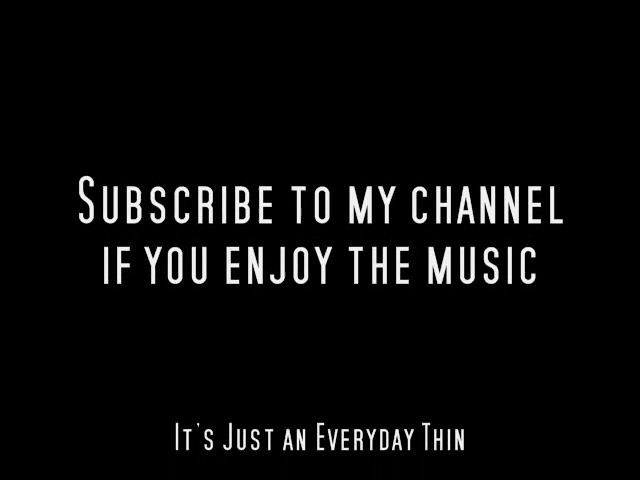 Subscribe to my channel
if you enjoy the music
It's Just an Everyday Thin